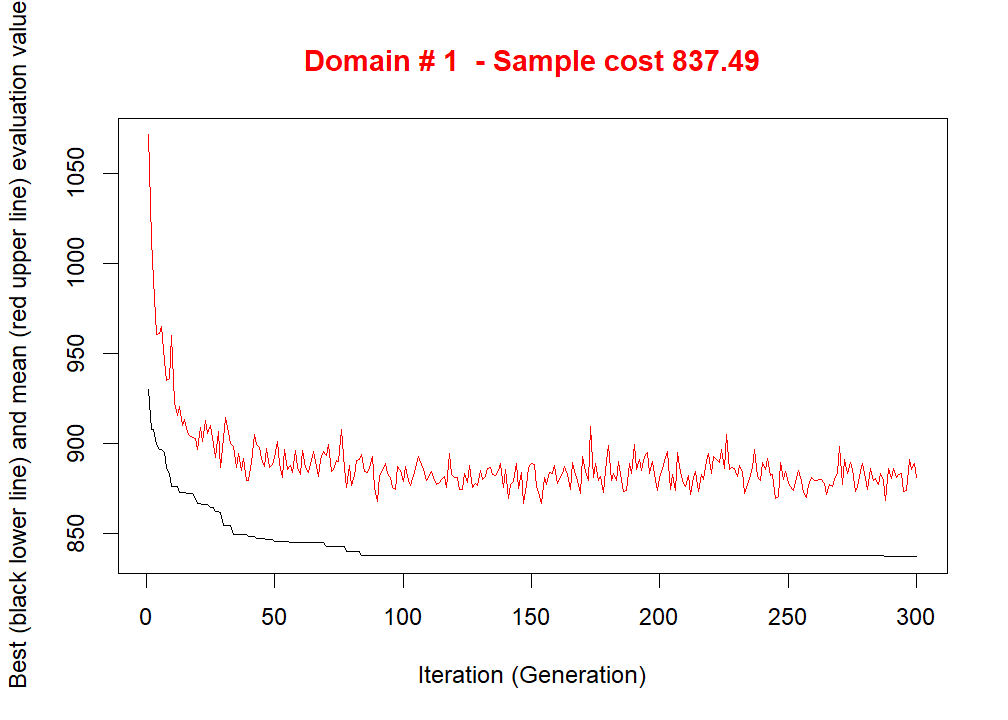 Domain # 1  - Sample cost 837.49
Best (black lower line) and mean (red upper line) evaluation value
1050
1000
950
900
850
0 50 100 150 200 250 300
Iteration (Generation)